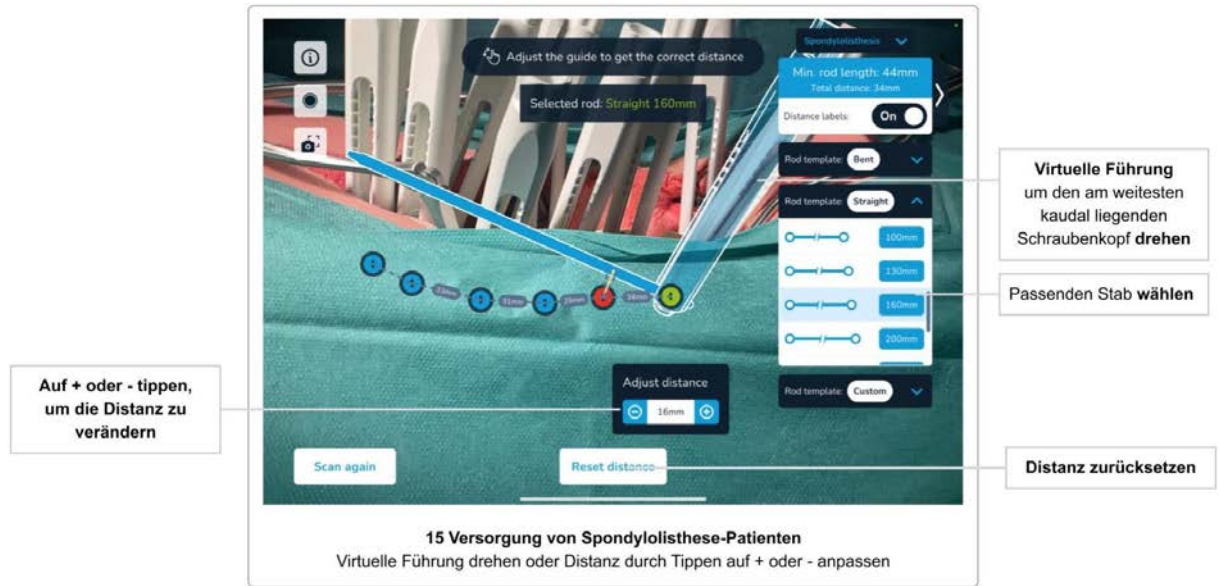 Adjust the guide to get the correct distance
Selected rod: Straight 160mm
Spondylolisthesis
Min. rod length: 44mm
Total distance: 34mm
Distance labels: On
Rod template: Bent
Rod template: Straight
100mm
130mm
160mm
200mm
Rod template: Custom
31mm
34mm
Adjust distance
16mm
Scan again
Reset distance
Virtuelle Führung
um den am weitesten
kaudal liegenden
Schraubenkopf drehen
Passenden Stab wählen
Auf + oder - tippen,
um die Distanz zu
verändern
Distanz zurücksetzen
15 Versorgung von Spondylolisthese-Patienten
Virtuelle Führung drehen oder Distanz durch Tippen auf + oder - anpassen